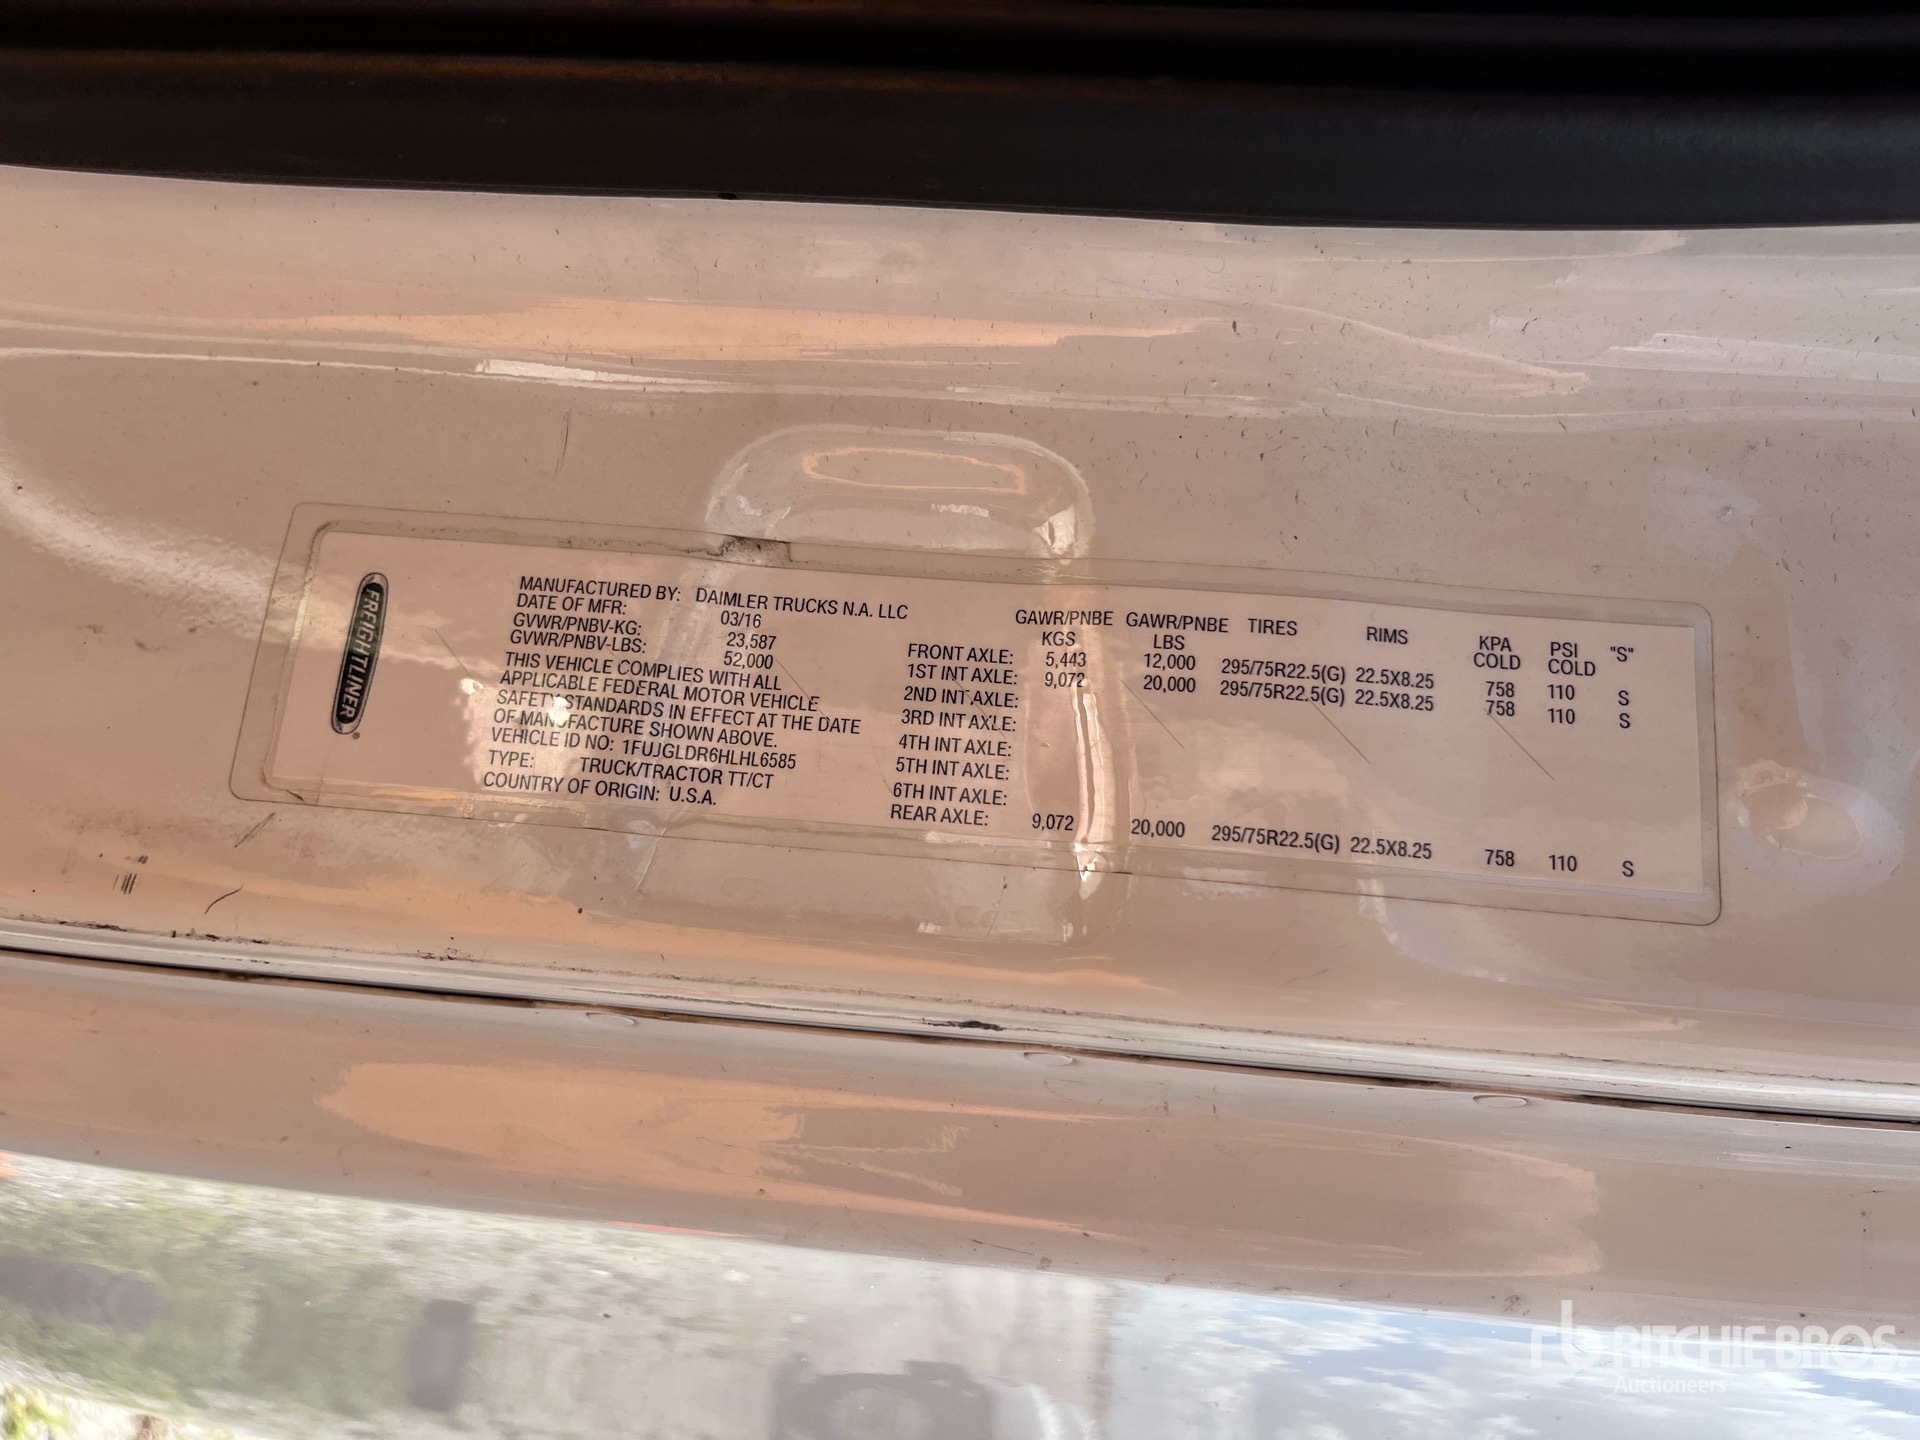 FREIGHTLINER
MANUFACTURED BY: DAIMLER TRUCKS N.A. LLC
DATE OF MFR: 03/16
GVWR/PNBV-KG: 23,587
GVWR/PNBV-LBS: 52,000
THIS VEHICLE COMPLIES WITH ALL
APPLICABLE FEDERAL MOTOR VEHICLE
SAFETY STANDARDS IN EFFECT AT THE DATE
OF MANUFACTURE SHOWN ABOVE.
VEHICLE ID NO: 1FUJGLDR6HLHL6585
TYPE: TRUCK/TRACTOR TT/CT
COUNTRY OF ORIGIN: U.S.A.
GAWR/PNBE GAWR/PNBE TIRES RIMS KPA PSI "S"
KGS LBS COLD COLD
FRONT AXLE: 5,443 12,000 295/75R22.5(G) 22.5X8.25 758 110 S
1ST INT AXLE: 9,072 20,000 295/75R22.5(G) 22.5X8.25 758 110 S
2ND INT AXLE:
3RD INT AXLE:
4TH INT AXLE:
5TH INT AXLE:
6TH INT AXLE:
REAR AXLE: 9,072 20,000 295/75R22.5(G) 22.5X8.25 758 110 S
rb RITCHIE BROS.
Auctioneers